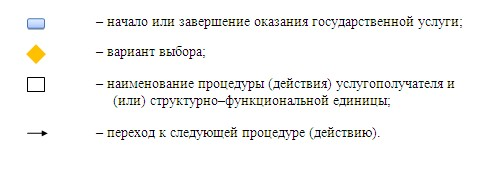 – начало или завершение оказания государственной услуги;
– вариант выбора;
– наименование процедуры (действия) услугополучателя и
(или) структурно–функциональной единицы;
– переход к следующей процедуре (действию).